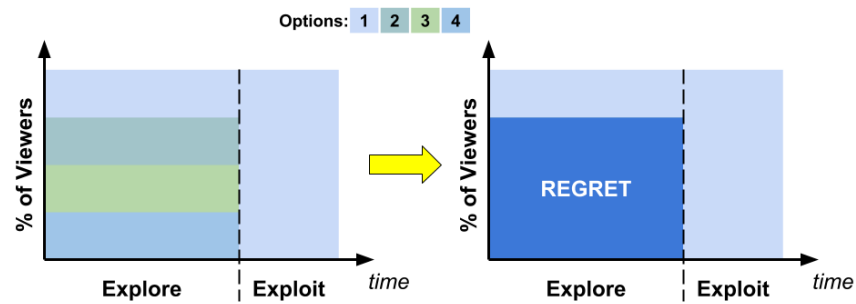 Options: 1 2 3 4
% of Viewers
Explore
Exploit
time
% of Viewers
REGRET
Explore
Exploit
time